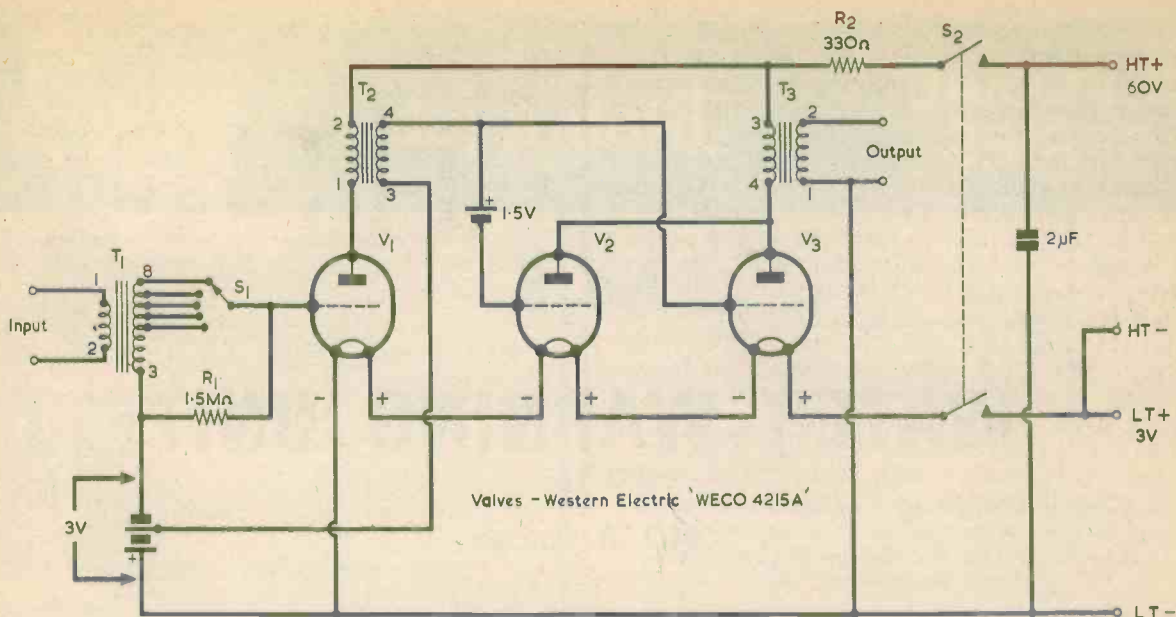 R2
330Ω
S2
HT+
60V
T2
T3
2
4
3
2
Output
1
3
4
1
1·5V
+
V1
V2
V3
2μF
T1
1
8
S1
Input
2
3
R1
1·5MΩ
HT-
- + - + - +
LT+
3V
Valves - Western Electric 'WECO 4215A'
3V
+
LT-